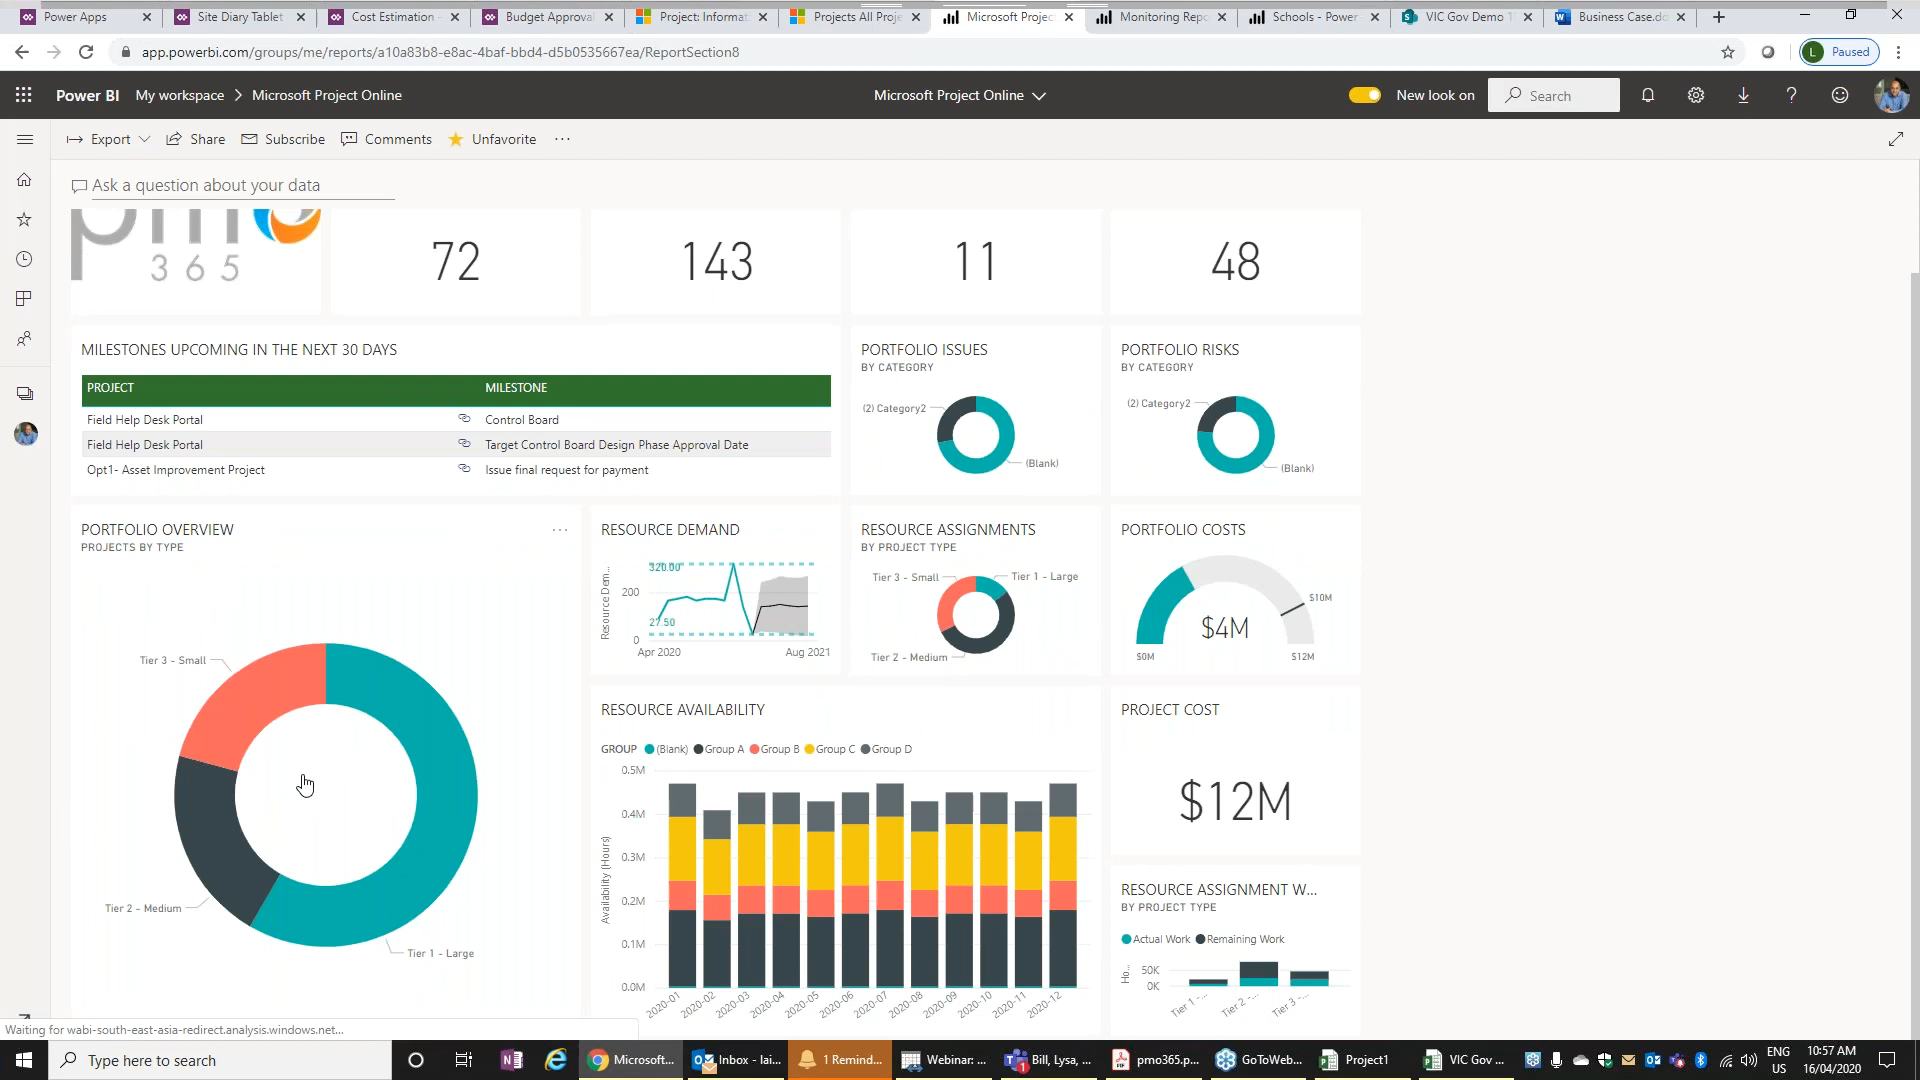 Power Apps
Site Diary Tablet
Cost Estimation -
Budget Approval
Project: Informat
Projects All Proje
Microsoft Projec
Monitoring Repo
Schools - Power
VIC Gov Demo T
Business Case.do
app.powerbi.com/groups/me/reports/a10a83b8-e8ac-4baf-bbd4-d5b0535667ea/ReportSection8
L Paused
Power BI My workspace > Microsoft Project Online
Microsoft Project Online
New look on
Search
Export Share Subscribe Comments Unfavorite ...
Ask a question about your data
pmo
365
72
143
11
48
MILESTONES UPCOMING IN THE NEXT 30 DAYS
PROJECT MILESTONE
Field Help Desk Portal Control Board
Field Help Desk Portal Target Control Board Design Phase Approval Date
Opt1- Asset Improvement Project Issue final request for payment
PORTFOLIO ISSUES
BY CATEGORY
(2) Category2
(Blank)
PORTFOLIO RISKS
BY CATEGORY
(2) Category2
(Blank)
PORTFOLIO OVERVIEW
PROJECTS BY TYPE
...
Tier 3 - Small
Tier 2 - Medium
Tier 1 - Large
RESOURCE DEMAND
Resource Dem...
320.00
200
27.50
0
Apr 2020 Aug 2021
RESOURCE ASSIGNMENTS
BY PROJECT TYPE
Tier 3 - Small
Tier 1 - Large
Tier 2 - Medium
PORTFOLIO COSTS
$10M
$4M
$0M $12M
RESOURCE AVAILABILITY
GROUP (Blank) Group A Group B Group C Group D
Availability (Hours)
0.5M
0.4M
0.3M
0.2M
0.1M
0.0M
2020-01 2020-02 2020-03 2020-04 2020-05 2020-06 2020-07 2020-08 2020-09 2020-10 2020-11 2020-12
PROJECT COST
$12M
RESOURCE ASSIGNMENT W...
BY PROJECT TYPE
Actual Work Remaining Work
Ho...
50K
0K
Tier 1 -... Tier 2 -... Tier 3 -...
Waiting for wabi-south-east-asia-redirect.analysis.windows.net...
Type here to search
Microsoft...
Inbox - lai...
1 Remind...
Webinar: ...
Bill, Lysa, ...
pmo365.p...
GoToWeb...
Project1
VIC Gov ...
ENG
US
10:57 AM
16/04/2020